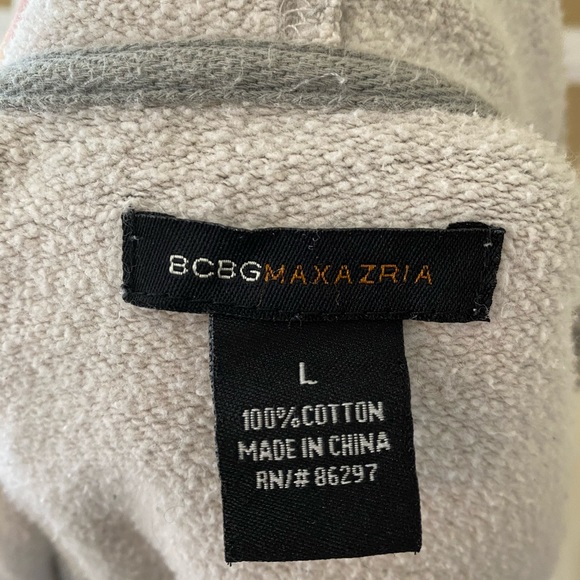 BCBGMAXAZRIA
L
100%COTTON
MADE IN CHINA
RN/# 86297